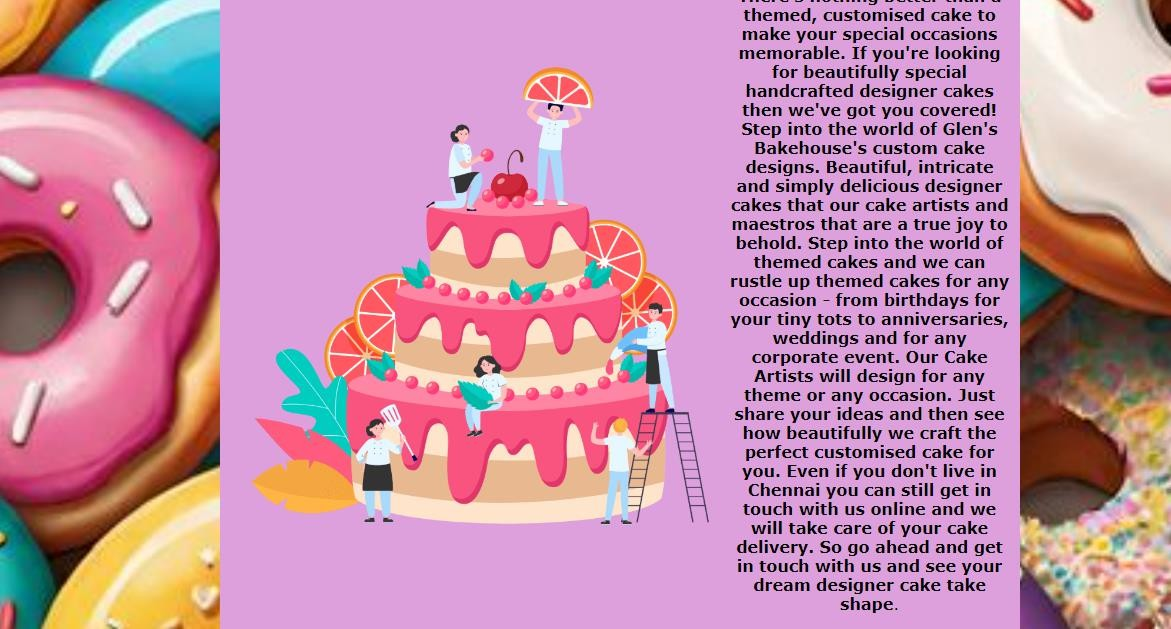 There's nothing better than a
themed, customised cake to
make your special occasions
memorable. If you're looking
for beautifully special
handcrafted designer cakes
then we've got you covered!
Step into the world of Glen's
Bakehouse's custom cake
designs. Beautiful, intricate
and simply delicious designer
cakes that our cake artists and
maestros that are a true joy to
behold. Step into the world of
themed cakes and we can
rustle up themed cakes for any
occasion - from birthdays for
your tiny tots to anniversaries,
weddings and for any
corporate event. Our Cake
Artists will design for any
theme or any occasion. Just
share your ideas and then see
how beautifully we craft the
perfect customised cake for
you. Even if you don't live in
Chennai you can still get in
touch with us online and we
will take care of your cake
delivery. So go ahead and get
in touch with us and see your
dream designer cake take
shape.